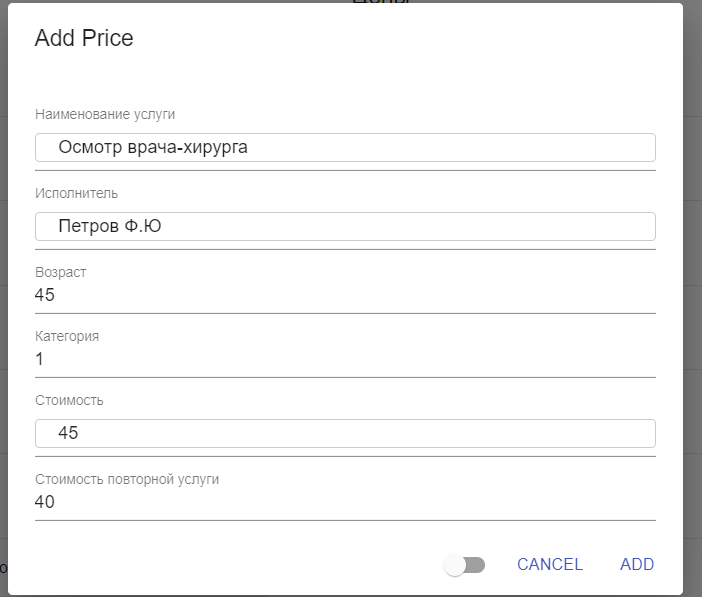 Цены
Add Price
Наименование услуги
Осмотр врача-хирурга
Исполнитель
Петров Ф.Ю
Возраст
45
Категория
1
Стоимость
45
Стоимость повторной услуги
40
CANCEL ADD